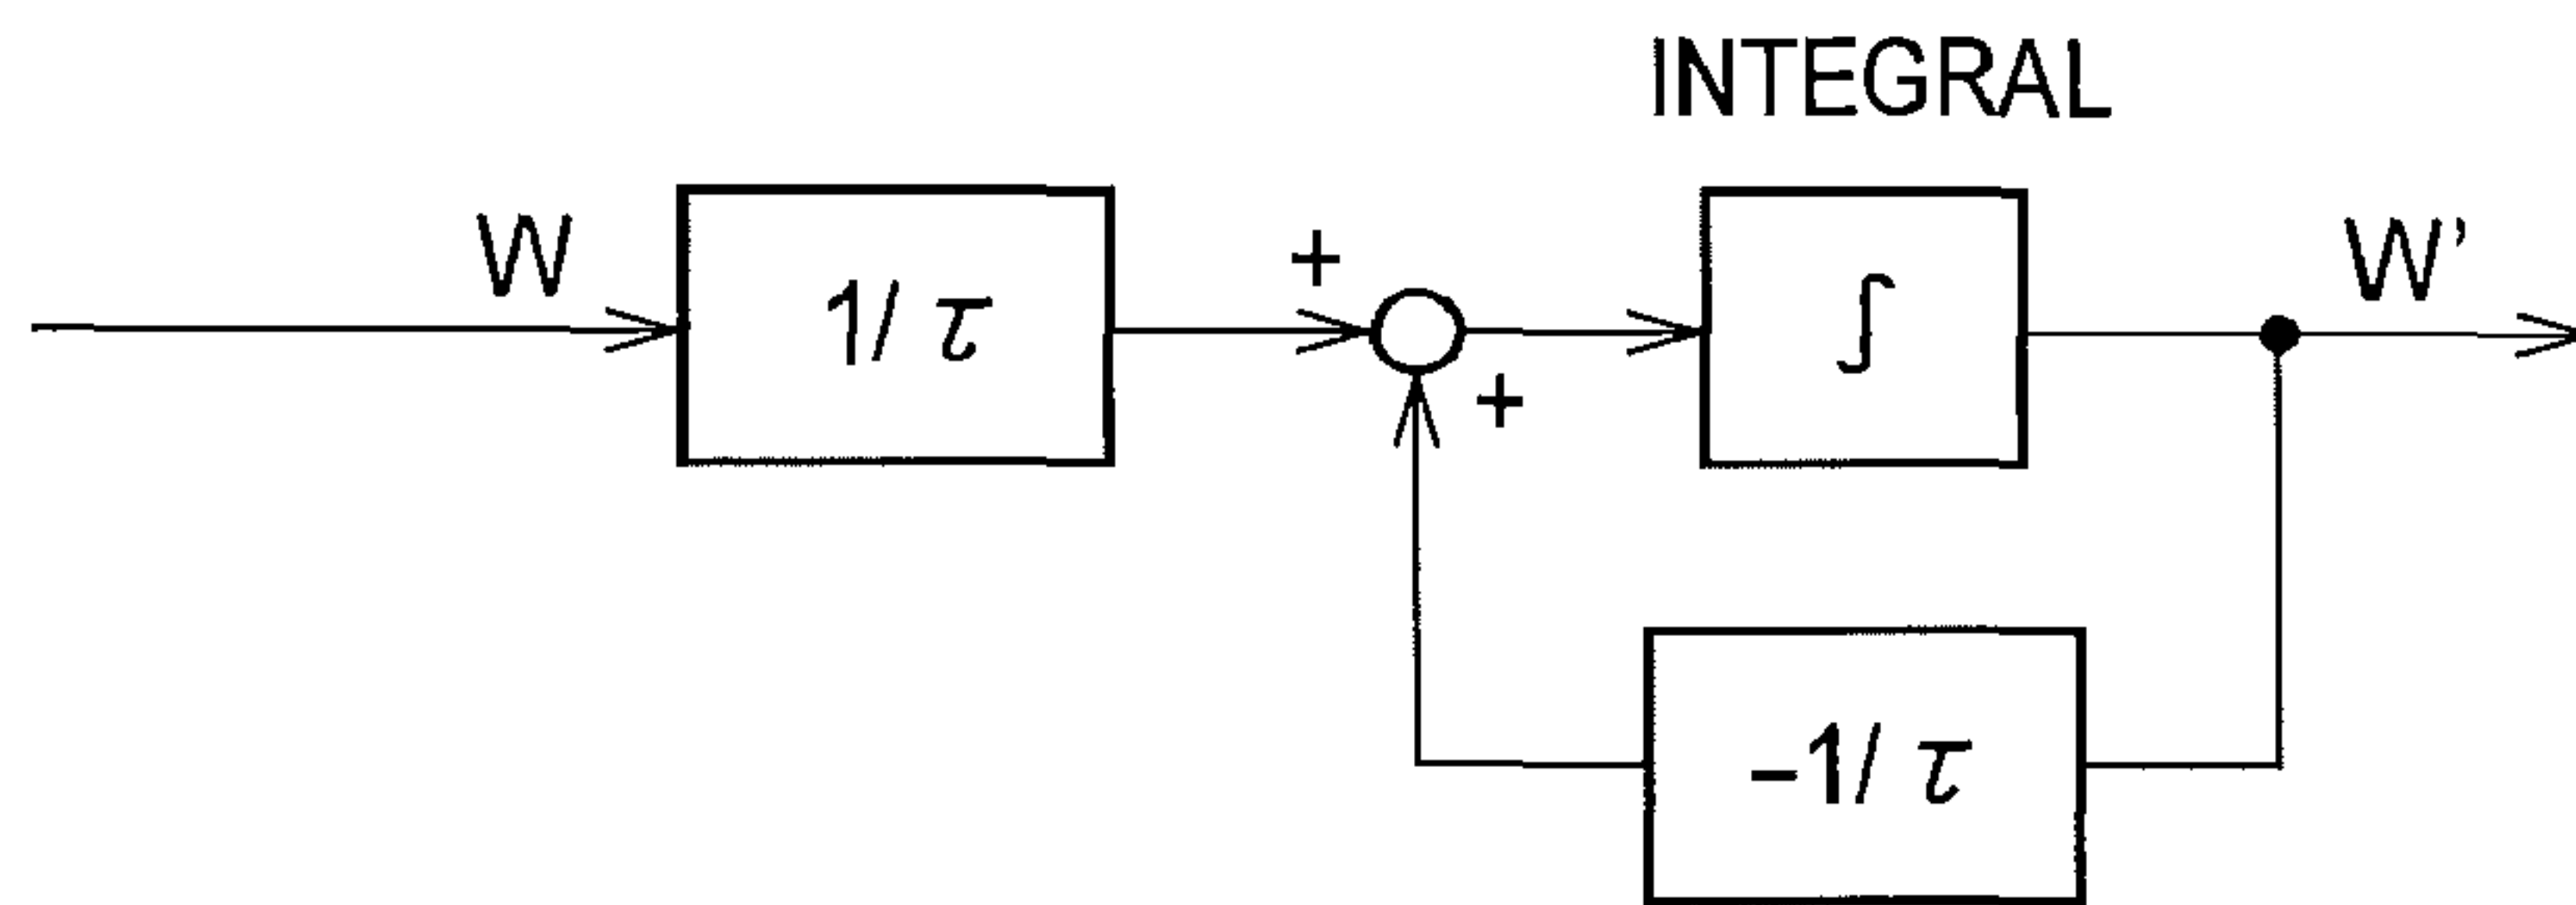 INTEGRAL
W
1/τ
+
∫
W'
+
-1/τ